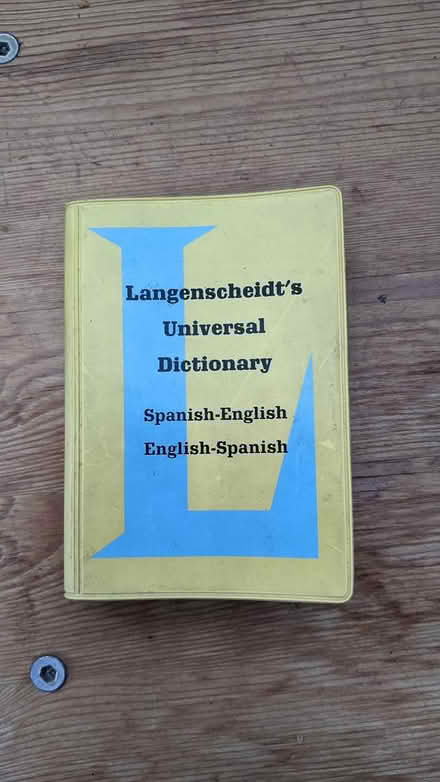 Langenscheidt's
Universal
Dictionary
Spanish-English
English-Spanish